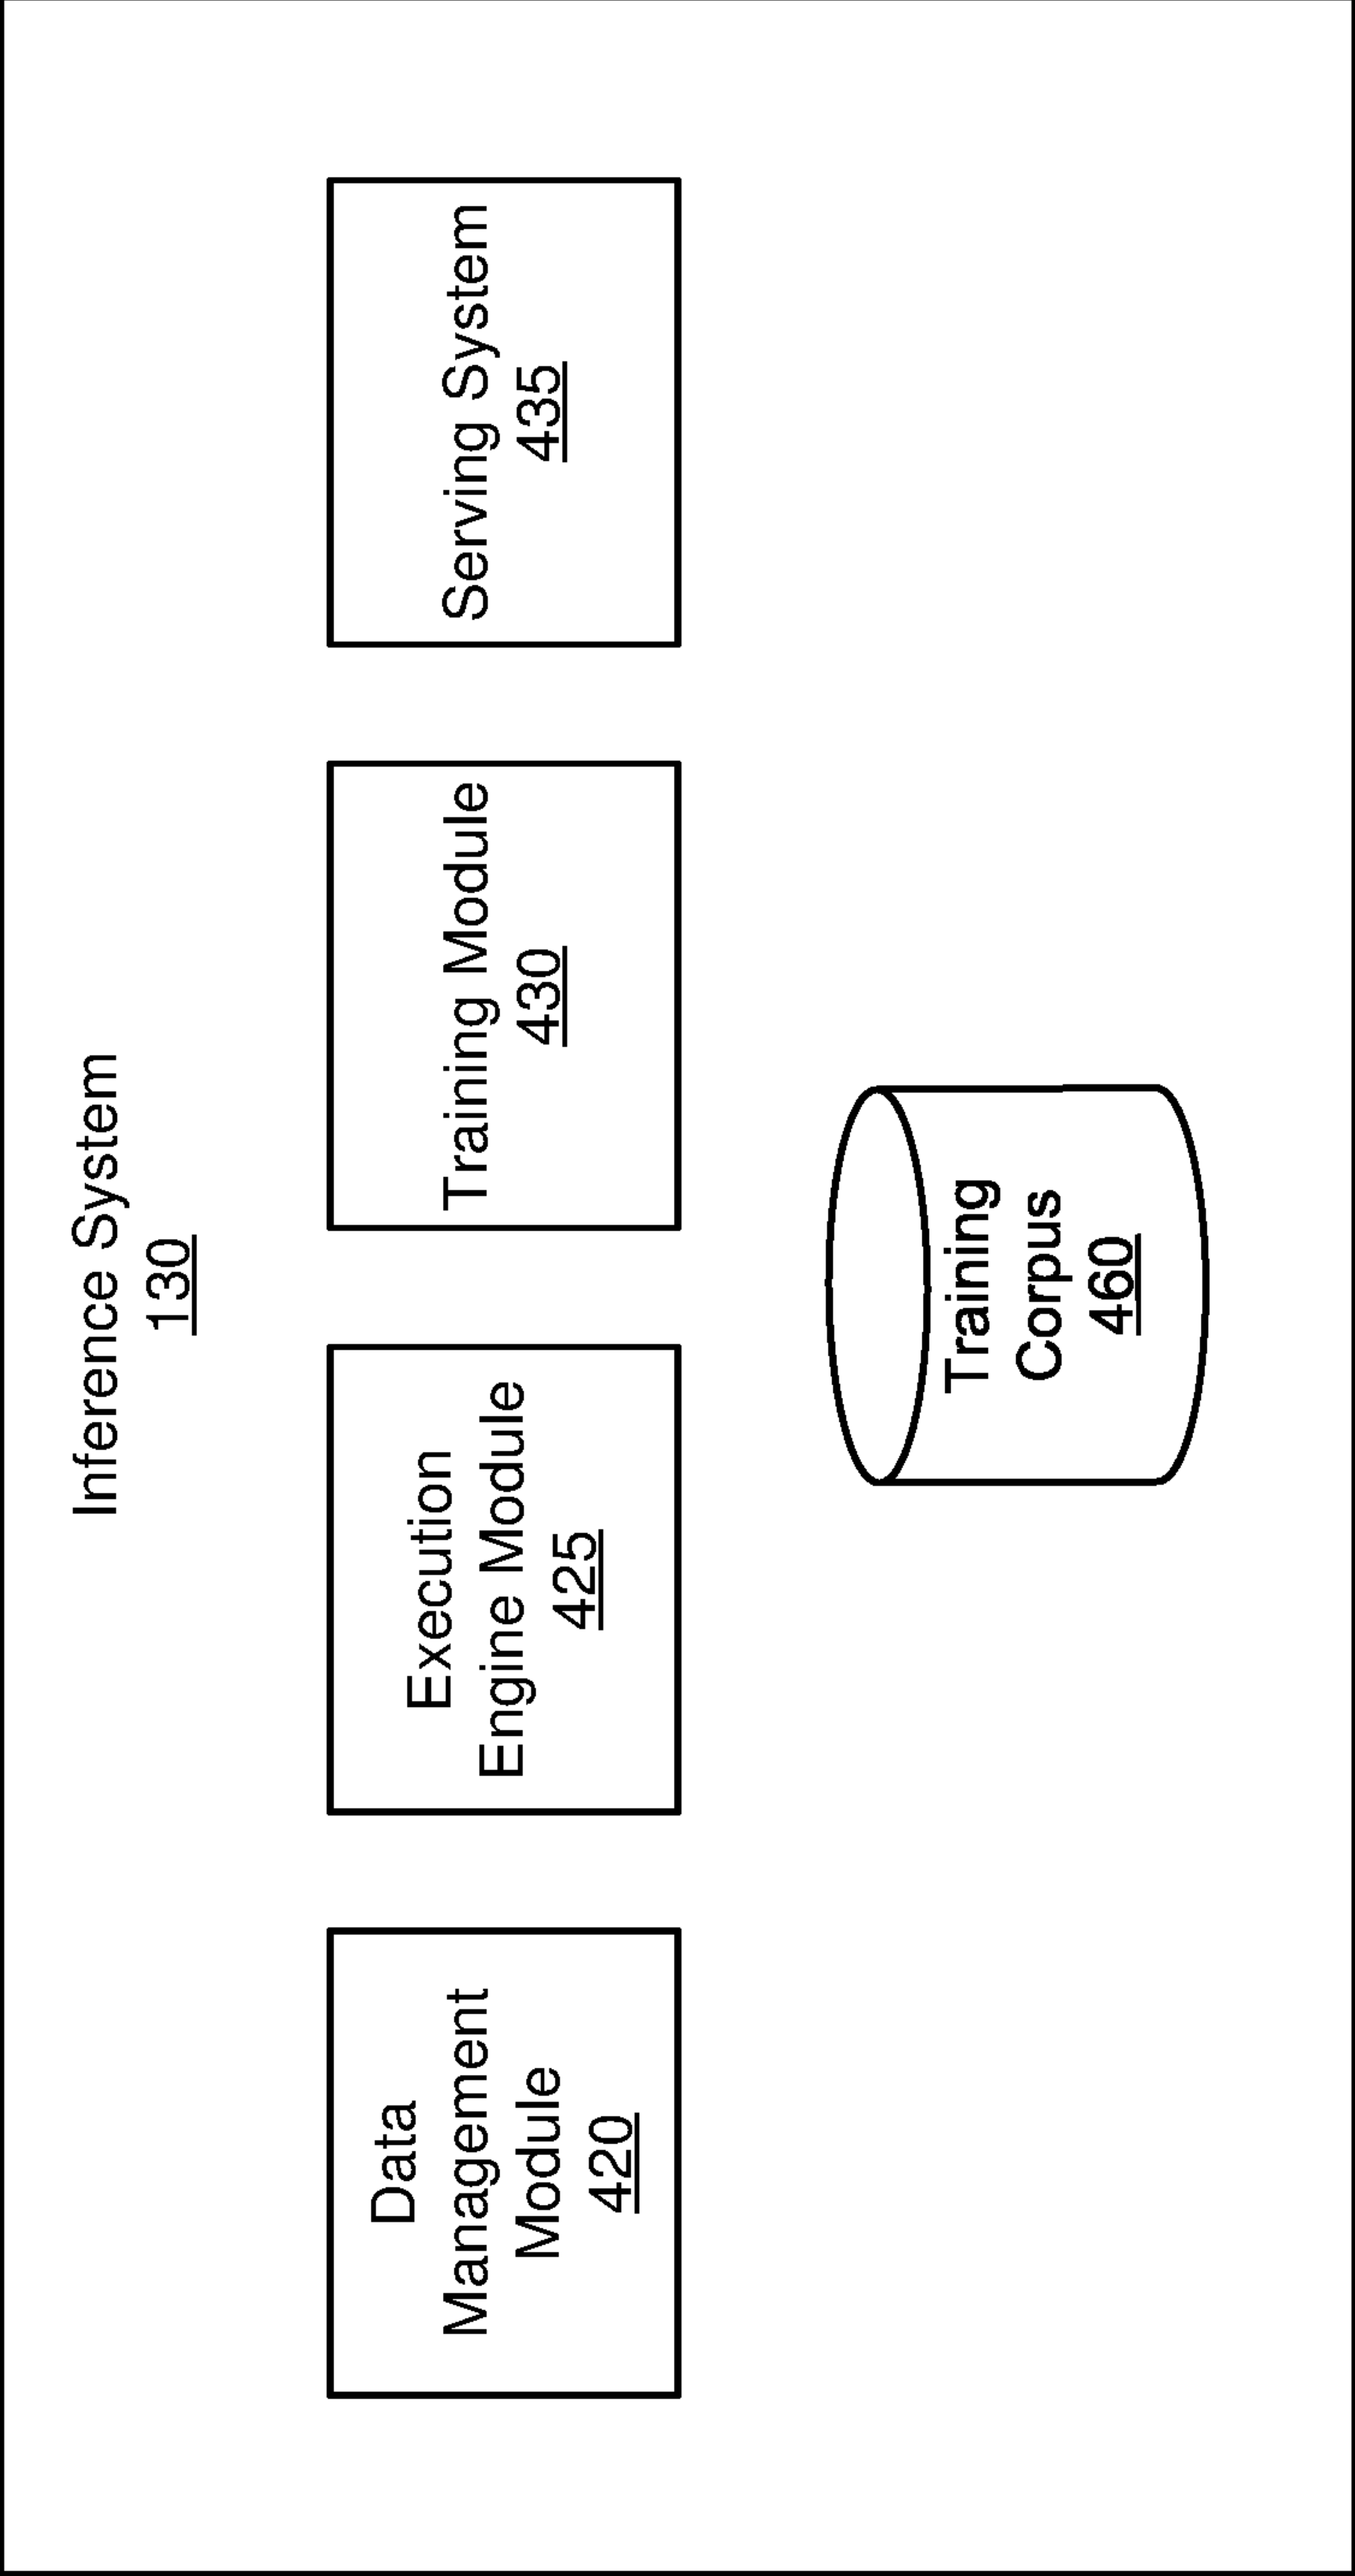 Inference System
130
Data
Management
Module
420
Execution
Engine Module
425
Training Module
430
Serving System
435
Training
Corpus
460